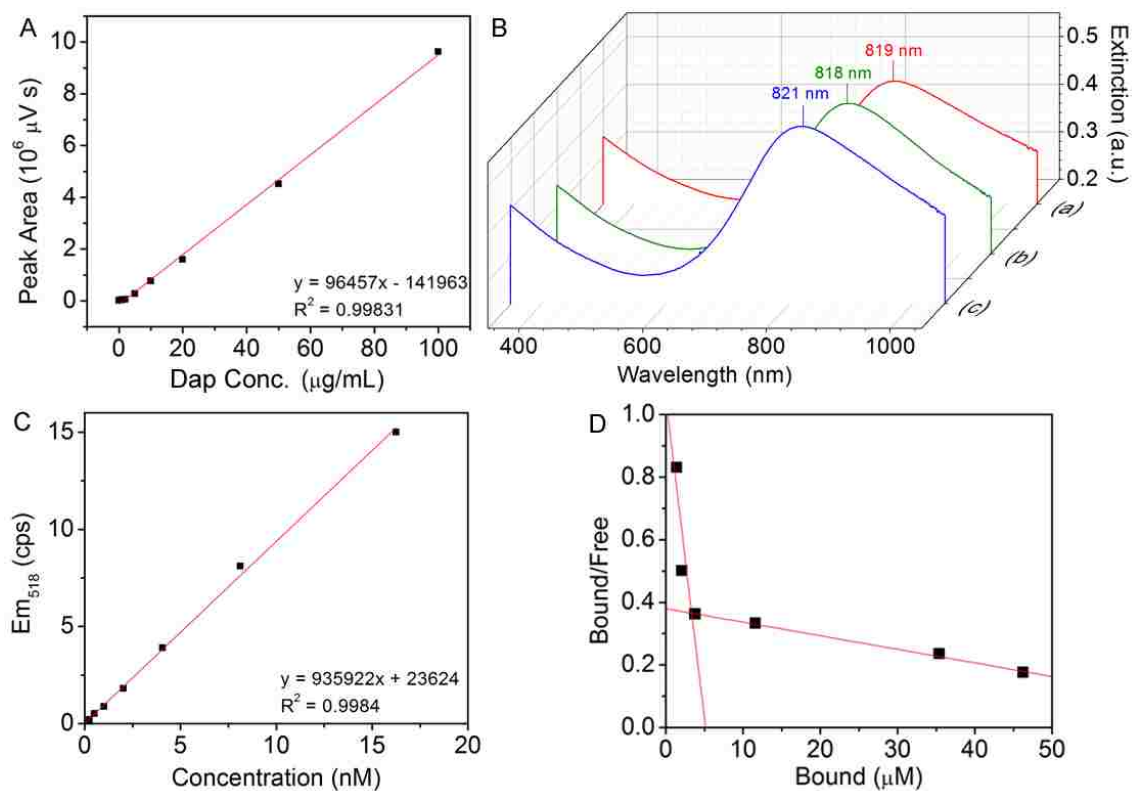 A
Peak Area (10⁶ μV s)
10
8
6
4
2
0
y = 96457x - 141963
R² = 0.99831
0 20 40 60 80 100
Dap Conc. (μg/mL)
B
819 nm
818 nm
821 nm
Extinction (a.u.)
0.5
0.4
0.3
0.2
(a)
(b)
(c)
400 600 800 1000
Wavelength (nm)
C
Em₅₁₈ (cps)
15
10
5
0
y = 935922x + 23624
R² = 0.9984
0 5 10 15 20
Concentration (nM)
D
Bound/Free
1.0
0.8
0.6
0.4
0.2
0.0
0 10 20 30 40 50
Bound (μM)